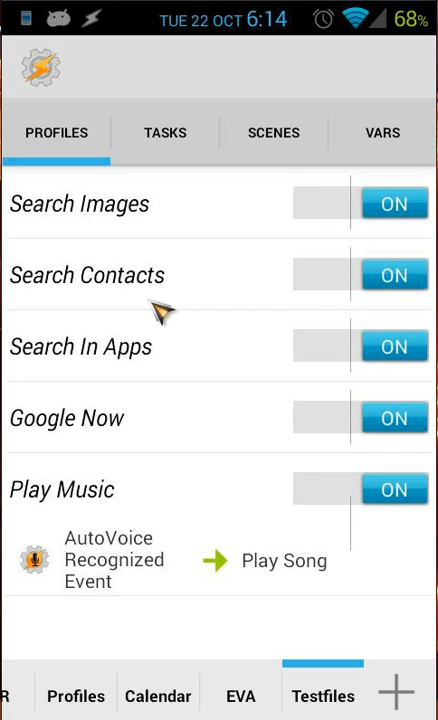 TUE 22 OCT 6:14 68%
PROFILES TASKS SCENES VARS
Search Images ON
Search Contacts ON
Search In Apps ON
Google Now ON
Play Music ON
AutoVoice
Recognized
Event
Play Song
R Profiles Calendar EVA Testfiles